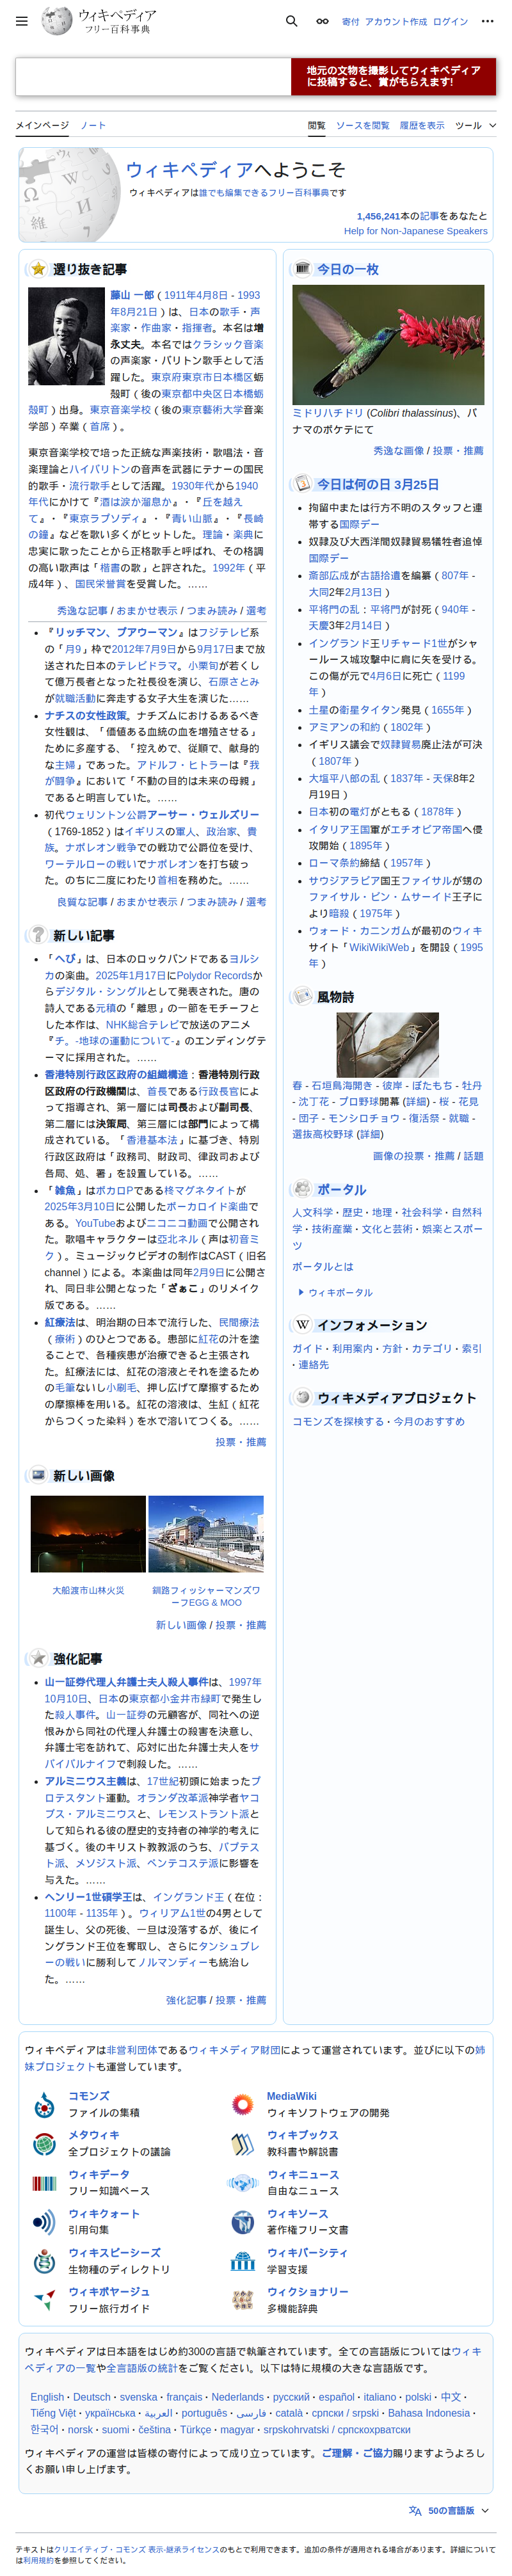 ウィキペディア
フリー百科事典
寄付 アカウント作成 ログイン
地元の文物を撮影してウィキペディア
に投稿すると、賞がもらえます!
メインページ ノート
閲覧 ソースを閲覧 履歴を表示 ツール
ウィキペディアへようこそ
ウィキペディアは誰でも編集できるフリー百科事典です
1,456,241本の記事をあなたと
Help for Non-Japanese Speakers
選り抜き記事
藤山 一郎(1911年4月8日 - 1993
年8月21日)は、日本の歌手・声
楽家・作曲家・指揮者。本名は増
永丈夫。本名ではクラシック音楽
の声楽家・バリトン歌手として活
躍した。東京府東京市日本橋区蛎
殻町(後の東京都中央区日本橋蛎
殻町)出身。東京音楽学校(後の東京藝術大学音楽
学部)卒業(首席)。
東京音楽学校で培った正統な声楽技術・歌唱法・音
楽理論とハイバリトンの音声を武器にテナーの国民
的歌手・流行歌手として活躍。1930年代から1940
年代にかけて『酒は涙か溜息か』・『丘を越え
て』・『東京ラプソディ』・『青い山脈』・『長崎
の鐘』などを歌い多くがヒットした。理論・楽典に
忠実に歌ったことから正格歌手と呼ばれ、その格調
の高い歌声は「楷書の歌」と評された。1992年(平
成4年)、国民栄誉賞を受賞した。……
秀逸な記事 / おまかせ表示 / つまみ読み / 選考
『リッチマン、プアウーマン』はフジテレビ系
の「月9」枠で2012年7月9日から9月17日まで放
送された日本のテレビドラマ。小栗旬が若くし
て億万長者となった社長役を演じ、石原さとみ
が就職活動に奔走する女子大生を演じた……
ナチスの女性政策。ナチズムにおけるあるべき
女性観は、「価値ある血統の血を増殖させる」
ために多産する、「控えめで、従順で、献身的
な主婦」であった。アドルフ・ヒトラーは『我
が闘争』において「不動の目的は未来の母親」
であると明言していた。……
初代ウェリントン公爵アーサー・ウェルズリー
(1769-1852)はイギリスの軍人、政治家、貴
族。ナポレオン戦争での戦功で公爵位を受け、
ワーテルローの戦いでナポレオンを打ち破っ
た。のちに二度にわたり首相を務めた。……
良質な記事 / おまかせ表示 / つまみ読み / 選考
新しい記事
「へび」は、日本のロックバンドであるヨルシ
カの楽曲。2025年1月17日にPolydor Recordsか
らデジタル・シングルとして発表された。唐の
詩人である元稹の「離思」の一節をモチーフと
した本作は、NHK総合テレビで放送のアニメ
『チ。-地球の運動について-』のエンディングテ
ーマに採用された。……
香港特別行政区政府の組織構造:香港特別行政
区政府の行政機関は、首長である行政長官によ
って指導され、第一層には司長および副司長、
第二層には決策局、第三層には部門によって構
成されている。「香港基本法」に基づき、特別
行政区政府は「政務司、財政司、律政司および
各局、処、署」を設置している。……
「雑魚」はボカロPである柊マグネタイトが
2025年3月10日に公開したボーカロイド楽曲で
ある。YouTubeおよびニコニコ動画で公開され
た。歌唱キャラクターは亞北ネル(声は初音ミ
ク)。ミュージックビデオの制作はCAST(旧名
channel)による。本楽曲は同年2月9日に公開さ
れ、同日非公開となった「ざぁこ」のリメイク
版である。……
紅療法は、明治期の日本で流行した、民間療法
(療術)のひとつである。患部に紅花の汁を塗
ることで、各種疾患が治療できると主張され
た。紅療法には、紅花の溶液とそれを塗るため
の毛筆ないし小刷毛、押し広げて摩擦するため
の摩擦棒を用いる。紅花の溶液は、生紅(紅花
からつくった染料)を水で溶いてつくる。……
投票・推薦
新しい画像
大船渡市山林火災
釧路フィッシャーマンズワ
ーフEGG & MOO
新しい画像 / 投票・推薦
強化記事
山一証券代理人弁護士夫人殺人事件は、1997年
10月10日、日本の東京都小金井市緑町で発生し
た殺人事件。山一証券の元顧客が、同社への逆
恨みから同社の代理人弁護士の殺害を決意し、
弁護士宅を訪れて、応対に出た弁護士夫人をサ
バイバルナイフで刺殺した。……
アルミニウス主義は、17世紀初頭に始まったプ
ロテスタント運動。オランダ改革派神学者ヤコ
ブス・アルミニウスと、レモンストラント派と
して知られる彼の歴史的支持者の神学的考えに
基づく。後のキリスト教教派のうち、バプテス
ト派、メソジスト派、ペンテコステ派に影響を
与えた。……
ヘンリー1世碩学王は、イングランド王(在位:
1100年 - 1135年)。ウィリアム1世の4男として
誕生し、父の死後、一旦は没落するが、後にイ
ングランド王位を奪取し、さらにタンシュブレ
ーの戦いに勝利してノルマンディーも統治し
た。……
強化記事 / 投票・推薦
今日の一枚
ミドリハチドリ (Colibri thalassinus)、パ
ナマのボケテにて
秀逸な画像 / 投票・推薦
今日は何の日 3月25日
拘留中または行方不明のスタッフと連
帯する国際デー
奴隷及び大西洋間奴隷貿易犠牲者追悼
国際デー
斎部広成が古語拾遺を編纂(807年 -
大同2年2月13日)
平将門の乱:平将門が討死(940年 -
天慶3年2月14日)
イングランド王リチャード1世がシャ
ールース城攻撃中に肩に矢を受ける。
この傷が元で4月6日に死亡(1199
年)
土星の衛星タイタン発見(1655年)
アミアンの和約(1802年)
イギリス議会で奴隷貿易廃止法が可決
(1807年)
大塩平八郎の乱(1837年 - 天保8年2
月19日)
日本初の電灯がともる(1878年)
イタリア王国軍がエチオピア帝国へ侵
攻開始(1895年)
ローマ条約締結(1957年)
サウジアラビア国王ファイサルが甥の
ファイサル・ビン・ムサーイド王子に
より暗殺(1975年)
ウォード・カニンガムが最初のウィキ
サイト「WikiWikiWeb」を開設(1995
年)
風物詩
春 - 石垣島海開き - 彼岸 - ぼたもち - 牡丹
- 沈丁花 - プロ野球開幕 (詳細) - 桜 - 花見
- 団子 - モンシロチョウ - 復活祭 - 就職 -
選抜高校野球 (詳細)
画像の投票・推薦 / 話題
ポータル
人文科学・歴史・地理・社会科学・自然科
学・技術産業・文化と芸術・娯楽とスポー
ツ
ポータルとは
ウィキポータル
インフォメーション
ガイド・利用案内・方針・カテゴリ・索引
・連絡先
ウィキメディアプロジェクト
コモンズを探検する・今月のおすすめ
ウィキペディアは非営利団体であるウィキメディア財団によって運営されています。並びに以下の姉
妹プロジェクトも運営しています。
コモンズ
ファイルの集積
MediaWiki
ウィキソフトウェアの開発
メタウィキ
全プロジェクトの議論
ウィキブックス
教科書や解説書
ウィキデータ
フリー知識ベース
ウィキニュース
自由なニュース
ウィキクォート
引用句集
ウィキソース
著作権フリー文書
ウィキスピーシーズ
生物種のディレクトリ
ウィキバーシティ
学習支援
ウィキボヤージュ
フリー旅行ガイド
ウィクショナリー
多機能辞典
ウィキペディアは日本語をはじめ約300の言語で執筆されています。全ての言語版についてはウィキ
ペディアの一覧や全言語版の統計をご覧ください。以下は特に規模の大きな言語版です。
English・Deutsch・svenska・français・Nederlands・русский・español・italiano・polski・中文・
Tiếng Việt・українська・العربية・português・فارسی・català・српски / srpski・Bahasa Indonesia・
한국어・norsk・suomi・čeština・Türkçe・magyar・srpskohrvatski / српскохрватски
ウィキペディアの運営は皆様の寄付によって成り立っています。ご理解・ご協力賜りますようよろし
くお願い申し上げます。
50の言語版
テキストはクリエイティブ・コモンズ 表示-継承ライセンスのもとで利用できます。追加の条件が適用される場合があります。詳細については利用規約を参照してください。